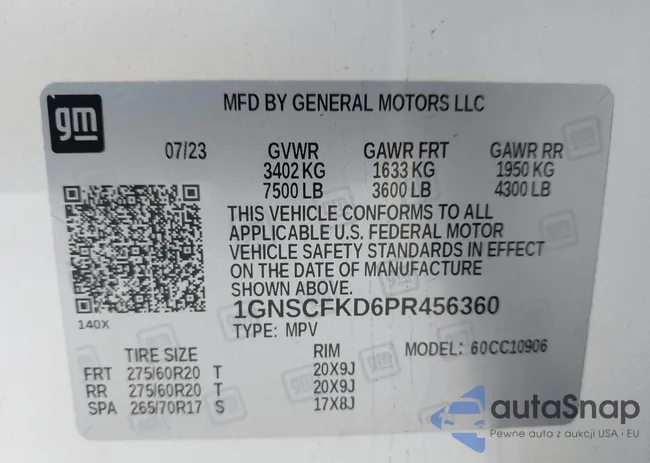 gm
MFD BY GENERAL MOTORS LLC
07/23 GVWR GAWR FRT GAWR RR
3402 KG 1633 KG 1950 KG
7500 LB 3600 LB 4300 LB
THIS VEHICLE CONFORMS TO ALL
APPLICABLE U.S. FEDERAL MOTOR
VEHICLE SAFETY STANDARDS IN EFFECT
ON THE DATE OF MANUFACTURE
SHOWN ABOVE.
140X
1GNSCFKD6PR456360
TYPE: MPV
TIRE SIZE RIM MODEL: 60CC10906
FRT 275/60R20 T 20X9J
RR 275/60R20 T 20X9J
SPA 265/70R17 S 17X8J
autaSnap
Pewne auta z aukcji USA i EU